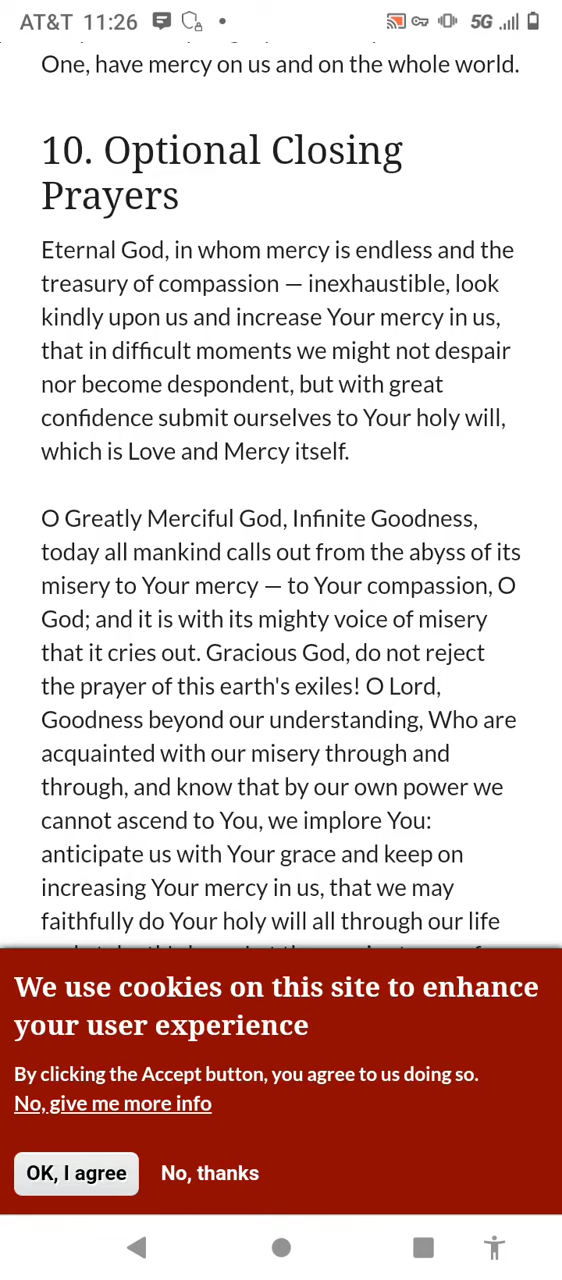 AT&T 11:26 5G
One, have mercy on us and on the whole world.
10. Optional Closing
Prayers
Eternal God, in whom mercy is endless and the
treasury of compassion — inexhaustible, look
kindly upon us and increase Your mercy in us,
that in difficult moments we might not despair
nor become despondent, but with great
confidence submit ourselves to Your holy will,
which is Love and Mercy itself.
O Greatly Merciful God, Infinite Goodness,
today all mankind calls out from the abyss of its
misery to Your mercy — to Your compassion, O
God; and it is with its mighty voice of misery
that it cries out. Gracious God, do not reject
the prayer of this earth's exiles! O Lord,
Goodness beyond our understanding, Who are
acquainted with our misery through and
through, and know that by our own power we
cannot ascend to You, we implore You:
anticipate us with Your grace and keep on
increasing Your mercy in us, that we may
faithfully do Your holy will all through our life
We use cookies on this site to enhance
your user experience
By clicking the Accept button, you agree to us doing so.
No, give me more info
OK, I agree No, thanks